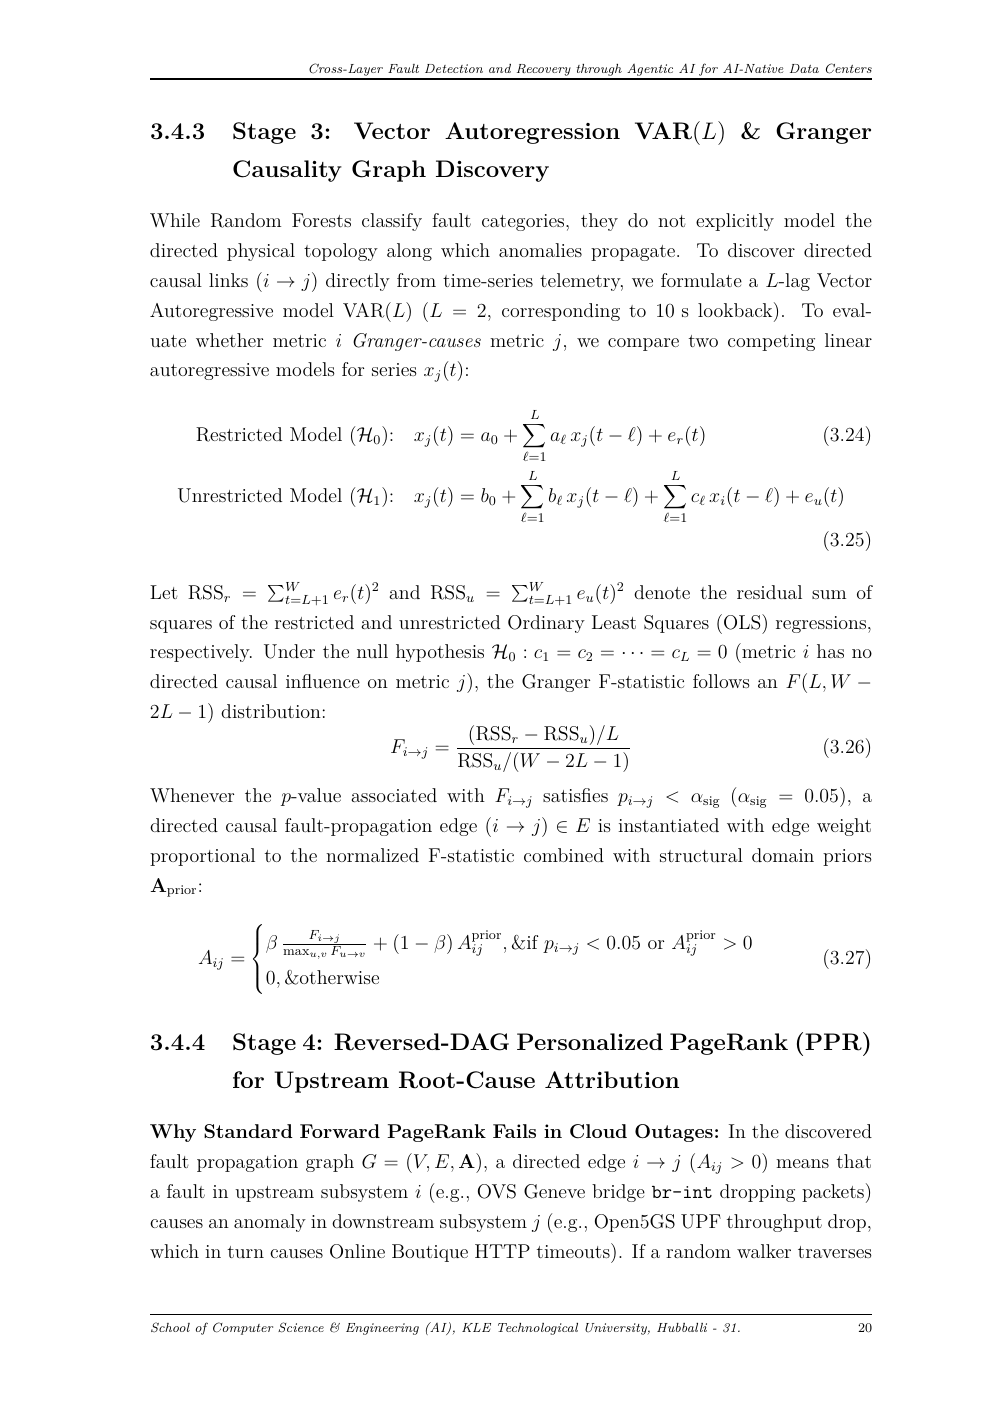 Cross-Layer Fault Detection and Recovery through Agentic AI for AI-Native Data Centers
3.4.3 Stage 3: Vector Autoregression VAR(L) & Granger
Causality Graph Discovery
While Random Forests classify fault categories, they do not explicitly model the
directed physical topology along which anomalies propagate. To discover directed
causal links (i → j) directly from time-series telemetry, we formulate a L-lag Vector
Autoregressive model VAR(L) (L = 2, corresponding to 10 s lookback). To eval-
uate whether metric i Granger-causes metric j, we compare two competing linear
autoregressive models for series x_j(t):
Restricted Model (ℋ₀): x_j(t) = a₀ + ∑_{ℓ=1}^{L} a_ℓ x_j(t − ℓ) + e_r(t) (3.24)
Unrestricted Model (ℋ₁): x_j(t) = b₀ + ∑_{ℓ=1}^{L} b_ℓ x_j(t − ℓ) + ∑_{ℓ=1}^{L} c_ℓ x_i(t − ℓ) + e_u(t)
(3.25)
Let RSS_r = ∑_{t=L+1}^{W} e_r(t)² and RSS_u = ∑_{t=L+1}^{W} e_u(t)² denote the residual sum of
squares of the restricted and unrestricted Ordinary Least Squares (OLS) regressions,
respectively. Under the null hypothesis ℋ₀ : c₁ = c₂ = · · · = c_L = 0 (metric i has no
directed causal influence on metric j), the Granger F-statistic follows an F(L, W −
2L − 1) distribution:
F_{i→j} = (RSS_r − RSS_u)/L / RSS_u/(W − 2L − 1) (3.26)
Whenever the p-value associated with F_{i→j} satisfies p_{i→j} < α_sig (α_sig = 0.05), a
directed causal fault-propagation edge (i → j) ∈ E is instantiated with edge weight
proportional to the normalized F-statistic combined with structural domain priors
A_prior:
A_ij = { β F_{i→j} / max_{u,v} F_{u→v} + (1 − β) A_ij^prior, &if p_{i→j} < 0.05 or A_ij^prior > 0 (3.27)
0, &otherwise
3.4.4 Stage 4: Reversed-DAG Personalized PageRank (PPR)
for Upstream Root-Cause Attribution
Why Standard Forward PageRank Fails in Cloud Outages: In the discovered
fault propagation graph G = (V, E, A), a directed edge i → j (A_ij > 0) means that
a fault in upstream subsystem i (e.g., OVS Geneve bridge br-int dropping packets)
causes an anomaly in downstream subsystem j (e.g., Open5GS UPF throughput drop,
which in turn causes Online Boutique HTTP timeouts). If a random walker traverses
School of Computer Science & Engineering (AI), KLE Technological University, Hubballi - 31. 20